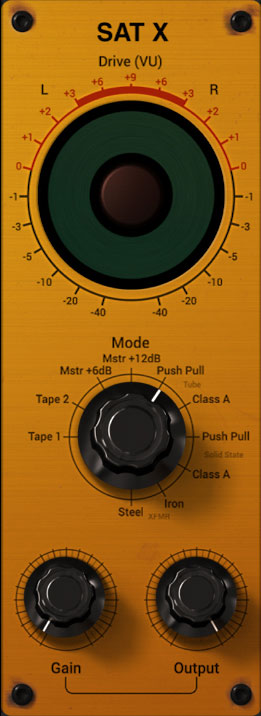 SAT X
Drive (VU)
L R
+3 +6 +9 +6 +3
+2 +2
+1 +1
0 0
-1 -1
-3 -3
-5 -5
-10 -10
-20 -40 -40 -20
Mode
Mstr +12dB
Mstr +6dB Push Pull
Tube
Tape 2 Class A
Tape 1 Push Pull
Solid State
Class A
Steel XFMR Iron
Gain Output